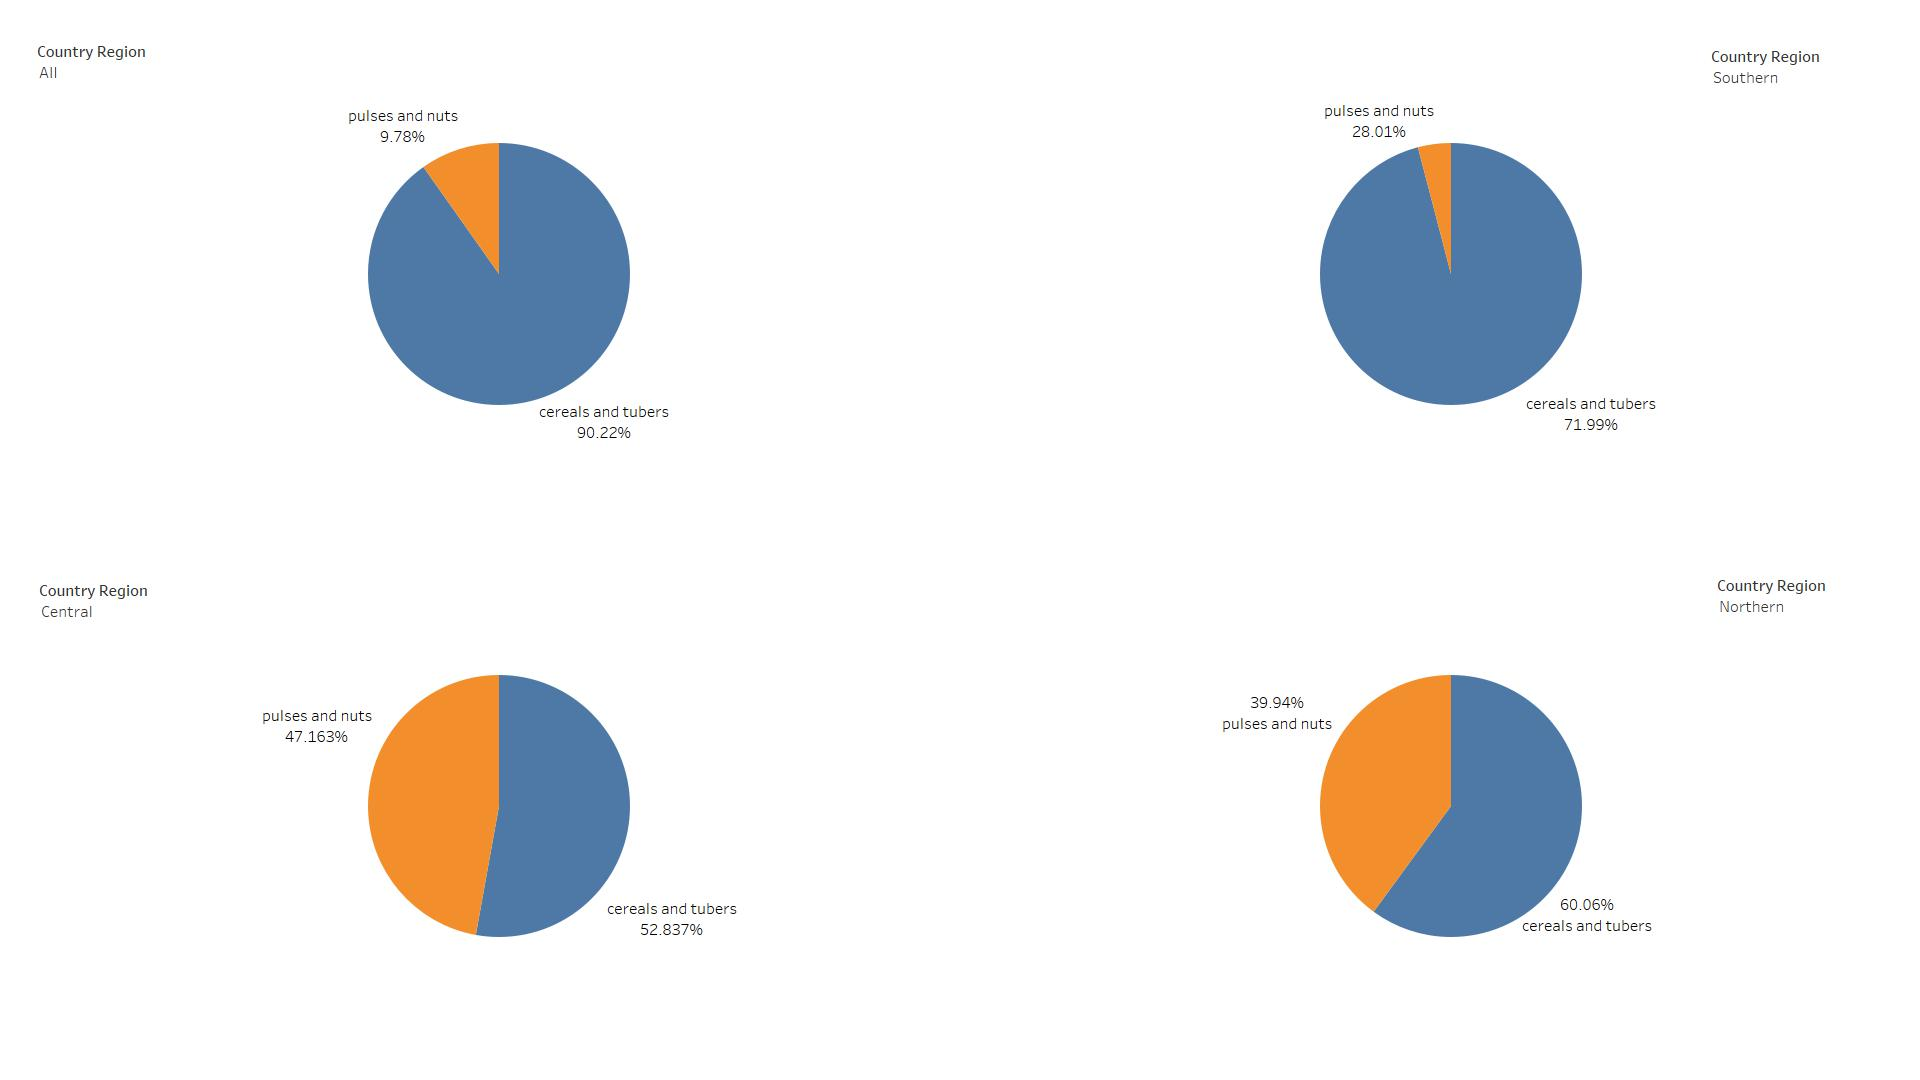 Country Region
All
pulses and nuts
9.78%
cereals and tubers
90.22%
Country Region
Southern
pulses and nuts
28.01%
cereals and tubers
71.99%
Country Region
Central
pulses and nuts
47.163%
cereals and tubers
52.837%
Country Region
Northern
39.94%
pulses and nuts
60.06%
cereals and tubers